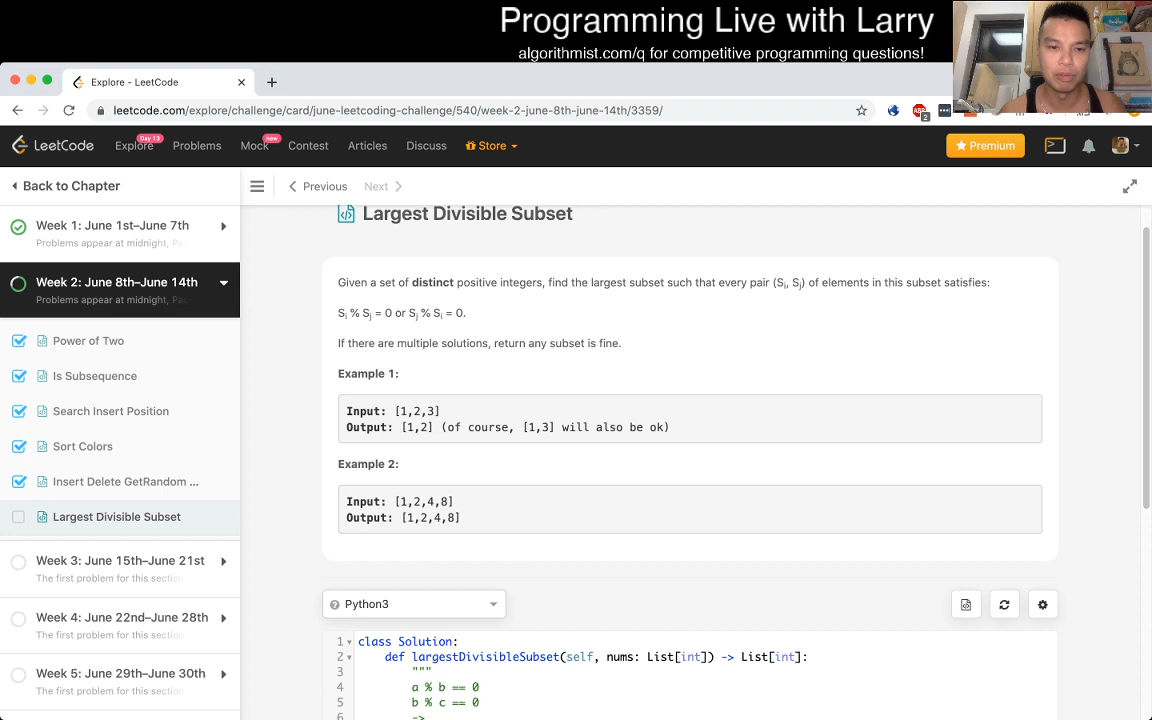 Programming Live with Larry
algorithmist.com/q for competitive programming questions!
Explore - LeetCode
leetcode.com/explore/challenge/card/june-leetcoding-challenge/540/week-2-june-8th-june-14th/3359/
2
LeetCode
Explore
Day 13
Problems
Mock
new
Contest
Articles
Discuss
Store
Premium
Back to Chapter
Previous
Next
Week 1: June 1st–June 7th
Problems appear at midnight, Pa
Week 2: June 8th–June 14th
Problems appear at midnight, Pa
Power of Two
Is Subsequence
Search Insert Position
Sort Colors
Insert Delete GetRandom ...
Largest Divisible Subset
Week 3: June 15th–June 21st
The first problem for this section
Week 4: June 22nd–June 28th
The first problem for this section
Week 5: June 29th–June 30th
The first problem for this section
Largest Divisible Subset
Given a set of distinct positive integers, find the largest subset such that every pair (Si, Sj) of elements in this subset satisfies:
Si % Sj = 0 or Sj % Si = 0.
If there are multiple solutions, return any subset is fine.
Example 1:
Input: [1,2,3]
Output: [1,2] (of course, [1,3] will also be ok)
Example 2:
Input: [1,2,4,8]
Output: [1,2,4,8]
Python3
1 class Solution:
2 def largestDivisibleSubset(self, nums: List[int]) -> List[int]:
3 """
4 a % b == 0
5 b % c == 0
6 ->